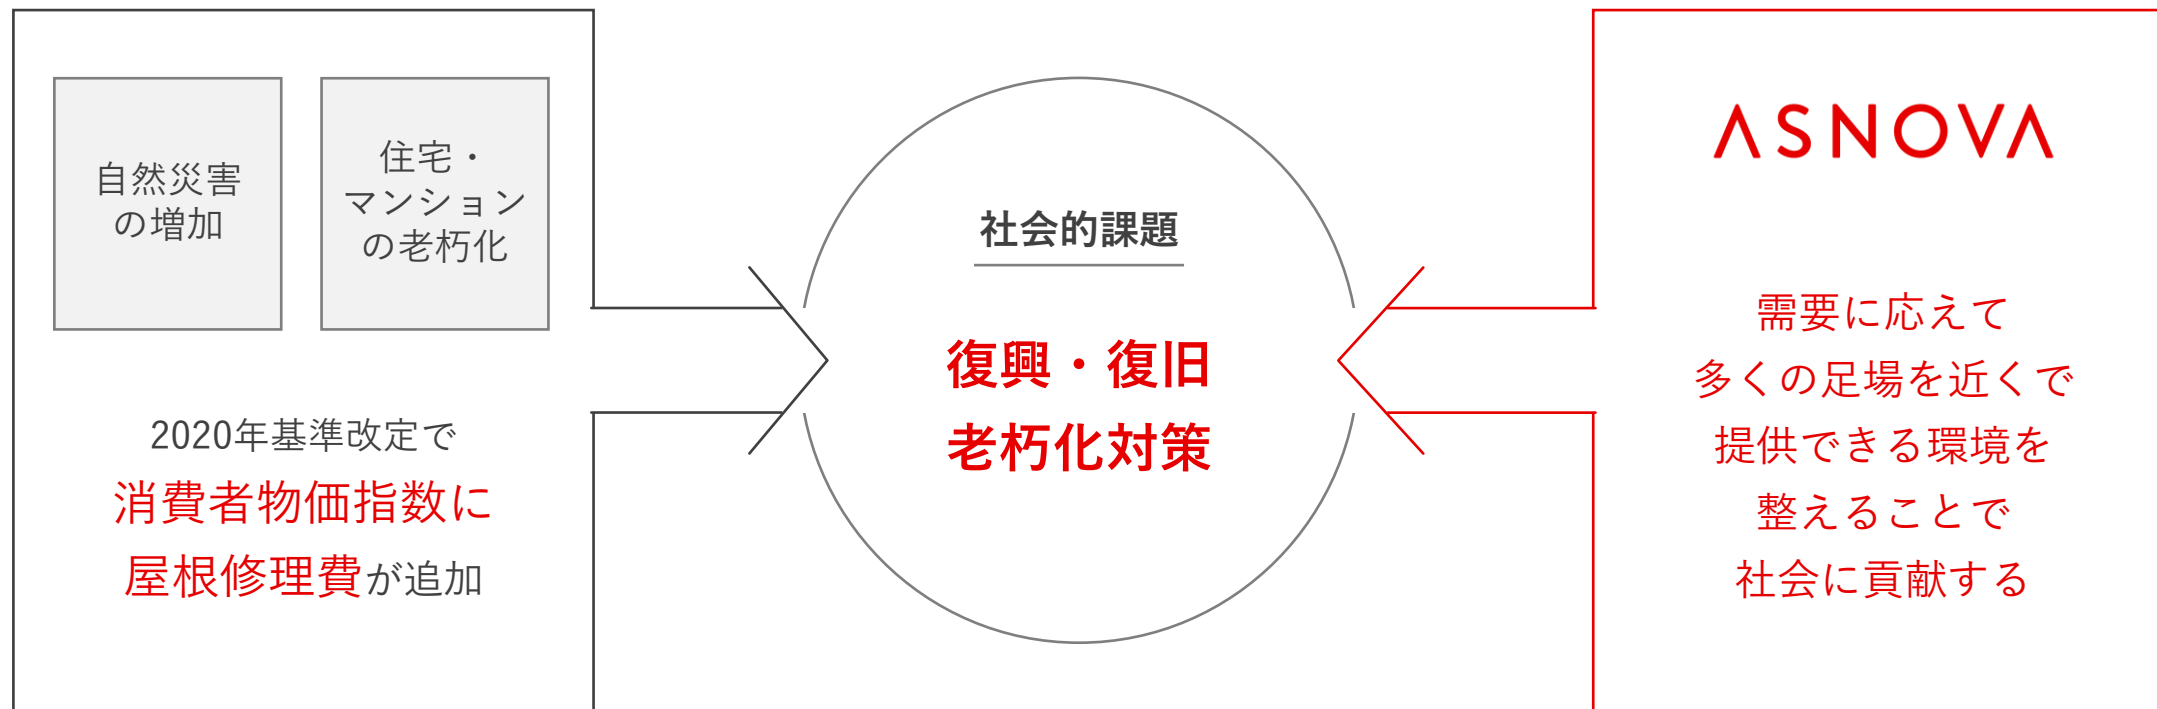 自然災害
の増加
住宅・
マンション
の老朽化
2020年基準改定で
消費者物価指数に
屋根修理費が追加
社会的課題
復興・復旧
老朽化対策
ASNOVA
需要に応えて
多くの足場を近くで
提供できる環境を
整えることで
社会に貢献する